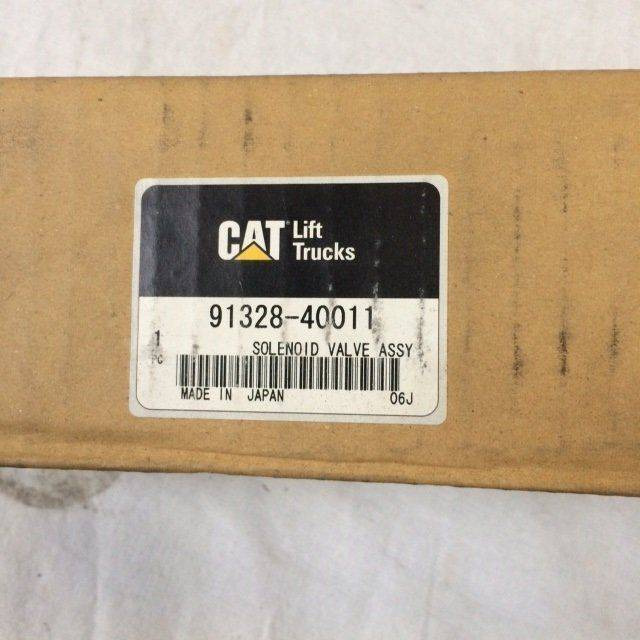 CAT Lift
Trucks
91328-40011
1
PC
SOLENOID VALVE ASSY
MADE IN JAPAN 06J